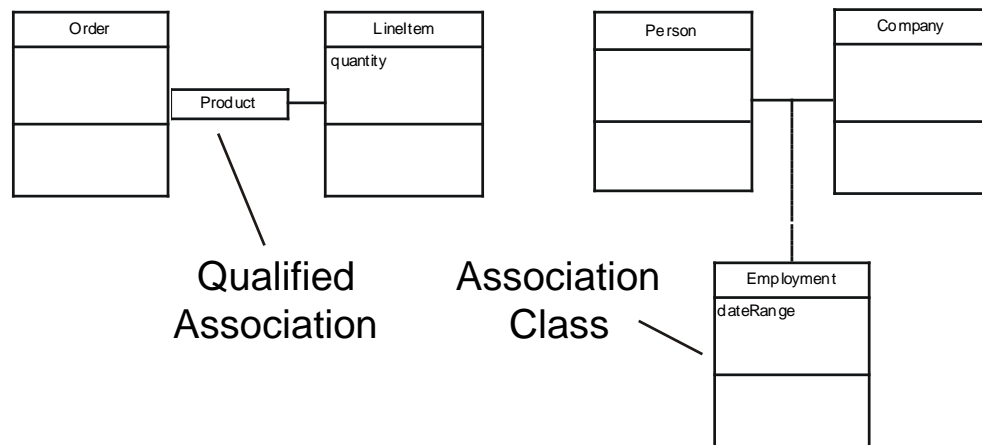 Order
LineItem
quantity
Product
Person
Company
Qualified
Association
Association
Class
Employment
dateRange